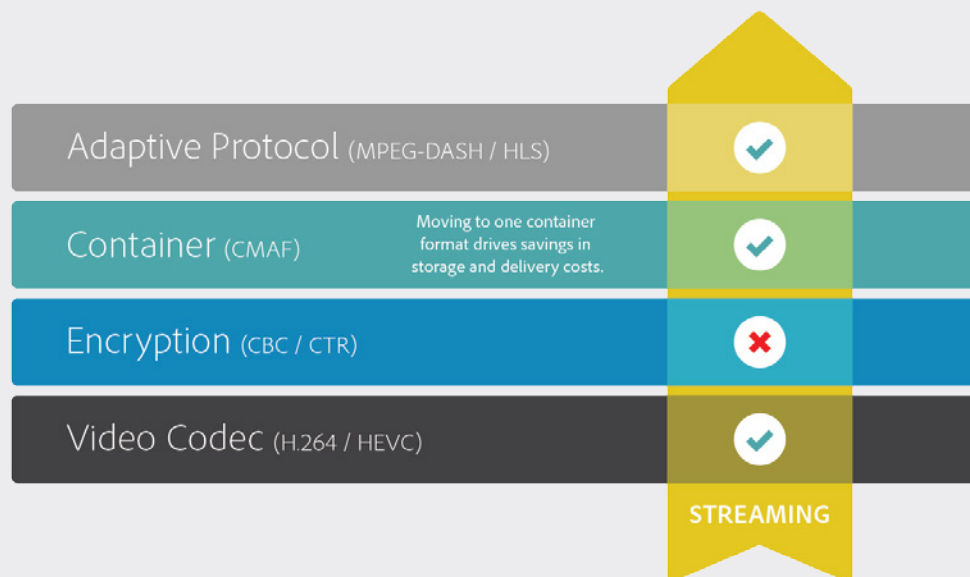 Adaptive Protocol (MPEG-DASH / HLS)
Container (CMAF)
Moving to one container
format drives savings in
storage and delivery costs.
Encryption (CBC / CTR)
Video Codec (H.264 / HEVC)
STREAMING